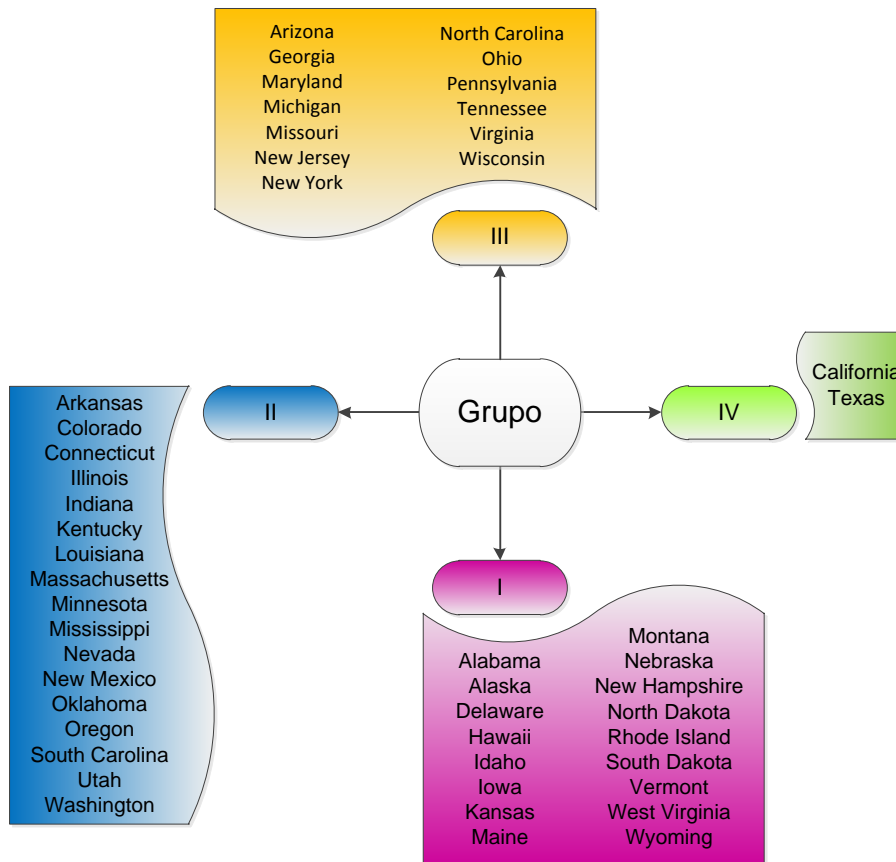 Arizona
Georgia
Maryland
Michigan
Missouri
New Jersey
New York
North Carolina
Ohio
Pennsylvania
Tennessee
Virginia
Wisconsin
III
Grupo
II
Arkansas
Colorado
Connecticut
Illinois
Indiana
Kentucky
Louisiana
Massachusetts
Minnesota
Mississippi
Nevada
New Mexico
Oklahoma
Oregon
South Carolina
Utah
Washington
IV
California
Texas
I
Alabama
Alaska
Delaware
Hawaii
Idaho
Iowa
Kansas
Maine
Montana
Nebraska
New Hampshire
North Dakota
Rhode Island
South Dakota
Vermont
West Virginia
Wyoming